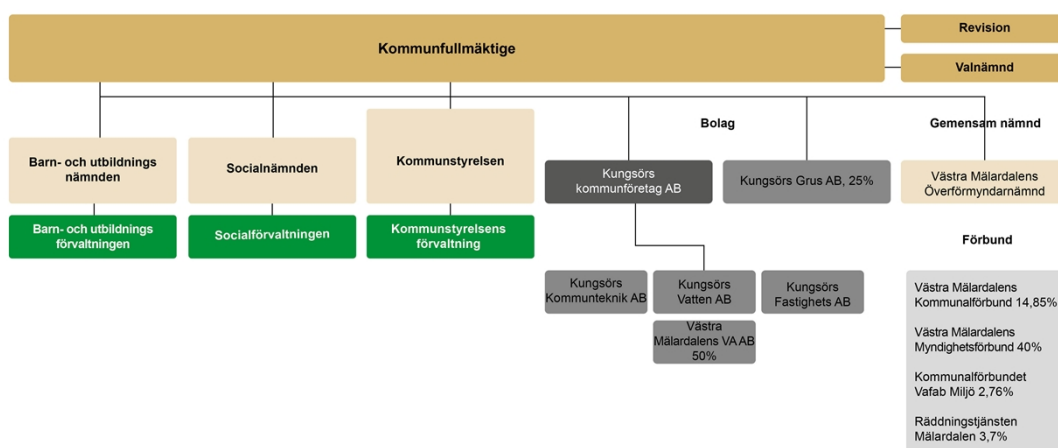 Kommunfullmäktige
Revision
Valnämnd
Bolag
Gemensam nämnd
Barn- och utbildnings
nämnden
Socialnämnden
Kommunstyrelsen
Kungsörs
kommunföretag AB
Kungsörs Grus AB, 25%
Västra Mälardalens
Överförmyndarnämnd
Barn- och utbildnings
förvaltningen
Socialförvaltningen
Kommunstyrelsens
förvaltning
Förbund
Kungsörs
Kommunteknik AB
Kungsörs
Vatten AB
Kungsörs
Fastighets AB
Västra
Mälardalens VA AB
50%
Västra Mälardalens
Kommunalförbund 14,85%
Västra Mälardalens
Myndighetsförbund 40%
Kommunalförbundet
Vafab Miljö 2,76%
Räddningstjänsten
Mälardalen 3,7%